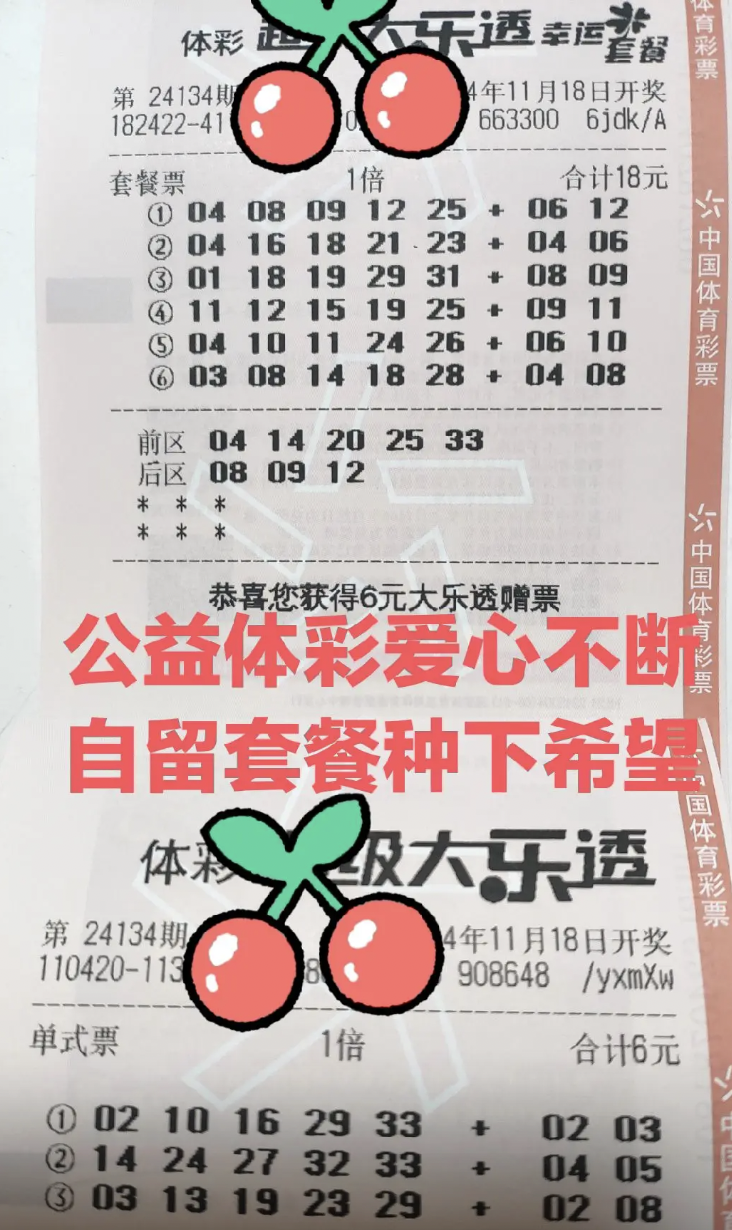 体彩 超 大乐透 幸运套餐
第 24134期 4年11月18日开奖
182422-41 663300 6jdk/A
套餐票 1倍 合计18元
① 04 08 09 12 25 + 06 12
② 04 16 18 21 23 + 04 06
③ 01 18 19 29 31 + 08 09
④ 11 12 15 19 25 + 09 11
⑤ 04 10 11 24 26 + 06 10
⑥ 03 08 14 18 28 + 04 08
前区 04 14 20 25 33
后区 08 09 12
* * *
* * *
恭喜您获得6元大乐透赠票
公益体彩爱心不断
自留套餐种下希望
体彩 级大乐透
第 24134期 4年11月18日开奖
110420-113 908648 /yxmXw
单式票 1倍 合计6元
① 02 10 16 29 33 + 02 03
② 14 24 27 32 33 + 04 05
③ 03 13 19 23 29 + 02 08
体育彩票
中国体育彩票
中国体育彩票
中国体育彩票
中国体育